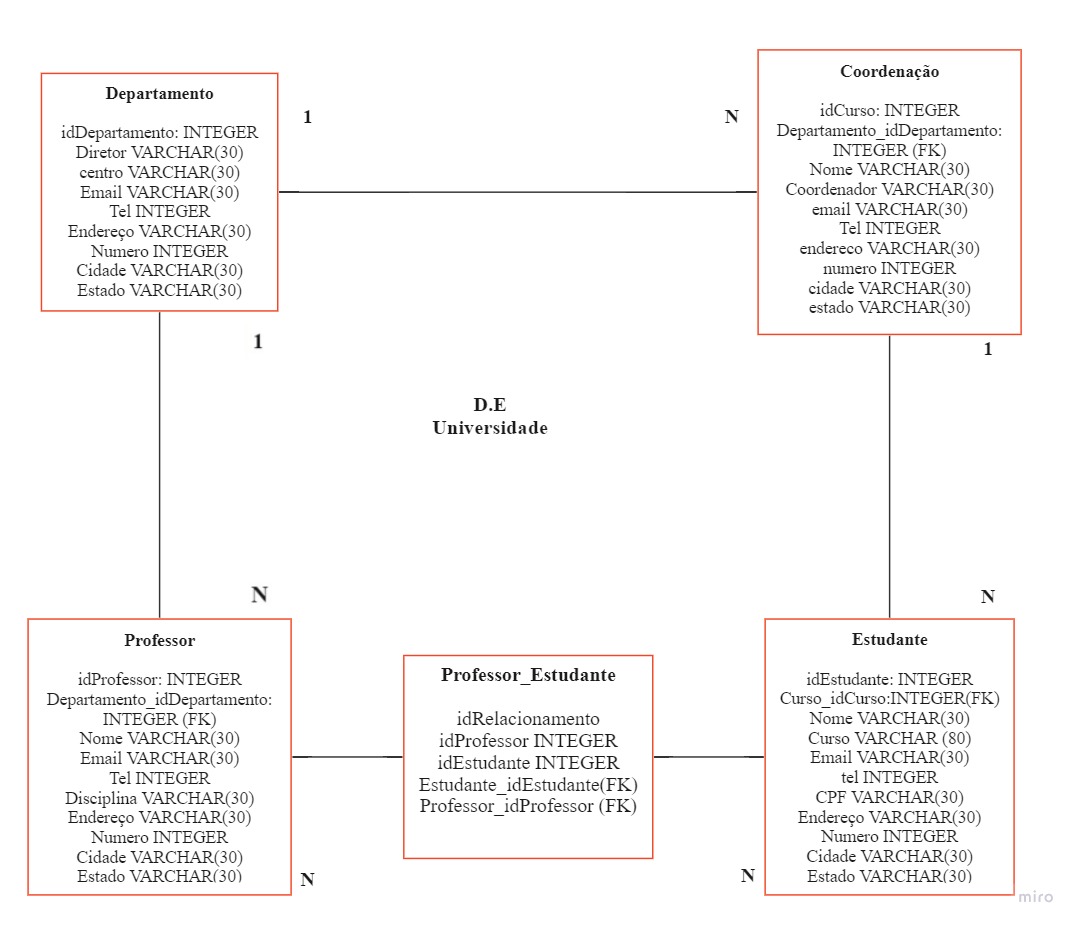 Departamento
idDepartamento: INTEGER
Diretor VARCHAR(30)
centro VARCHAR(30)
Email VARCHAR(30)
Tel INTEGER
Endereço VARCHAR(30)
Numero INTEGER
Cidade VARCHAR(30)
Estado VARCHAR(30)
1
N
Coordenação
idCurso: INTEGER
Departamento_idDepartamento:
INTEGER (FK)
Nome VARCHAR(30)
Coordenador VARCHAR(30)
email VARCHAR(30)
Tel INTEGER
endereco VARCHAR(30)
numero INTEGER
cidade VARCHAR(30)
estado VARCHAR(30)
1
1
D.E
Universidade
N
N
Professor
idProfessor: INTEGER
Departamento_idDepartamento:
INTEGER (FK)
Nome VARCHAR(30)
Email VARCHAR(30)
Tel INTEGER
Disciplina VARCHAR(30)
Endereço VARCHAR(30)
Numero INTEGER
Cidade VARCHAR(30)
Estado VARCHAR(30)
N
Professor_Estudante
idRelacionamento
idProfessor INTEGER
idEstudante INTEGER
Estudante_idEstudante(FK)
Professor_idProfessor (FK)
N
Estudante
idEstudante: INTEGER
Curso_idCurso:INTEGER(FK)
Nome VARCHAR(30)
Curso VARCHAR (80)
Email VARCHAR(30)
tel INTEGER
CPF VARCHAR(30)
Endereço VARCHAR(30)
Numero INTEGER
Cidade VARCHAR(30)
Estado VARCHAR(30)
miro